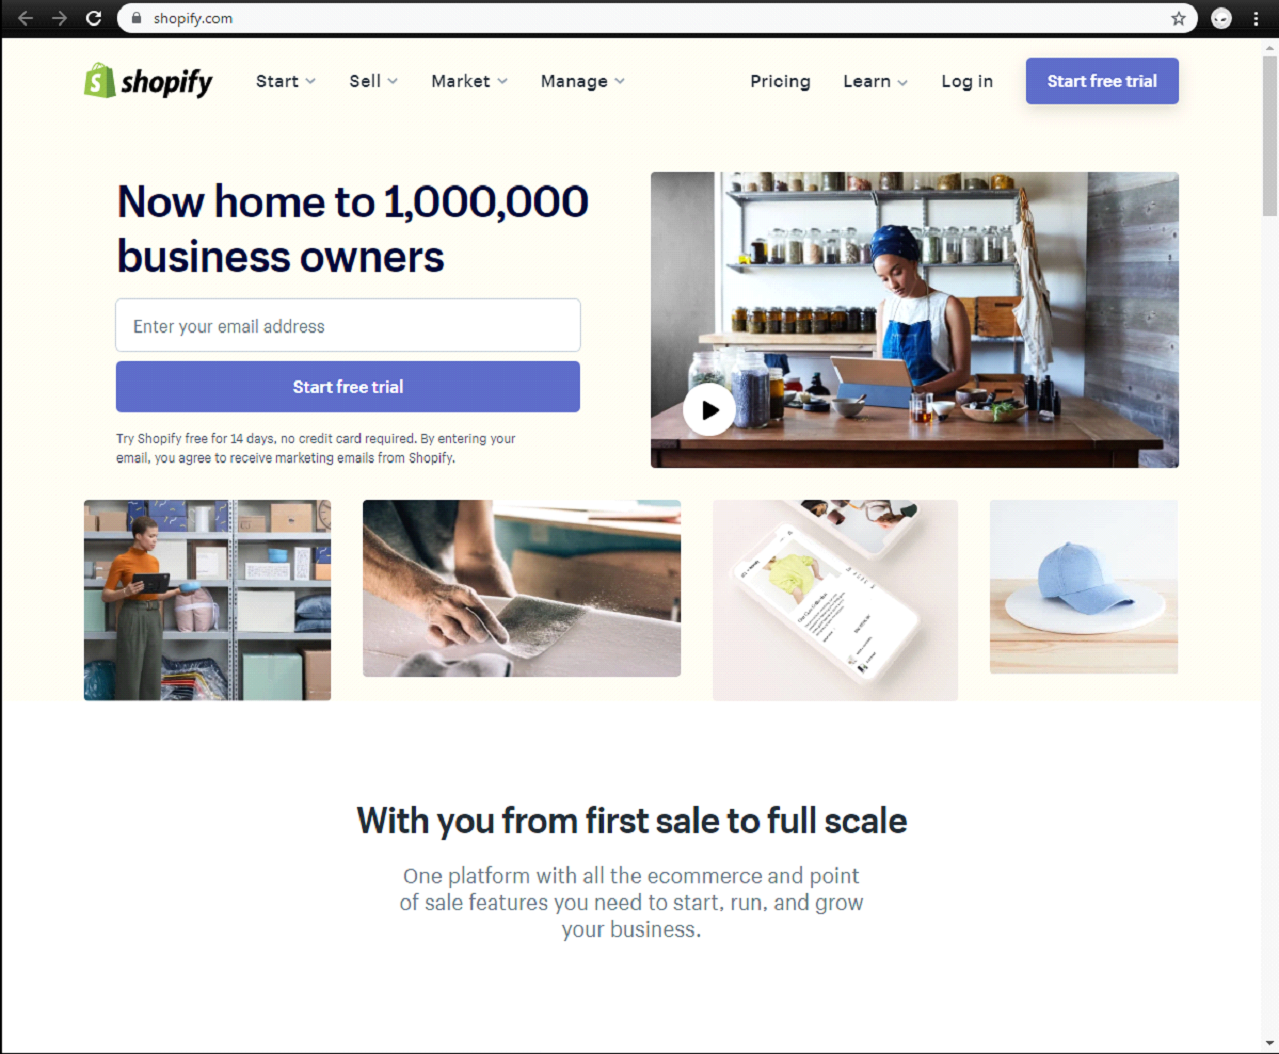 shopify.com
shopify
Start
Sell
Market
Manage
Pricing
Learn
Log in
Start free trial
Now home to 1,000,000
business owners
Enter your email address
Start free trial
Try Shopify free for 14 days, no credit card required. By entering your
email, you agree to receive marketing emails from Shopify.
With you from first sale to full scale
One platform with all the ecommerce and point
of sale features you need to start, run, and grow
your business.